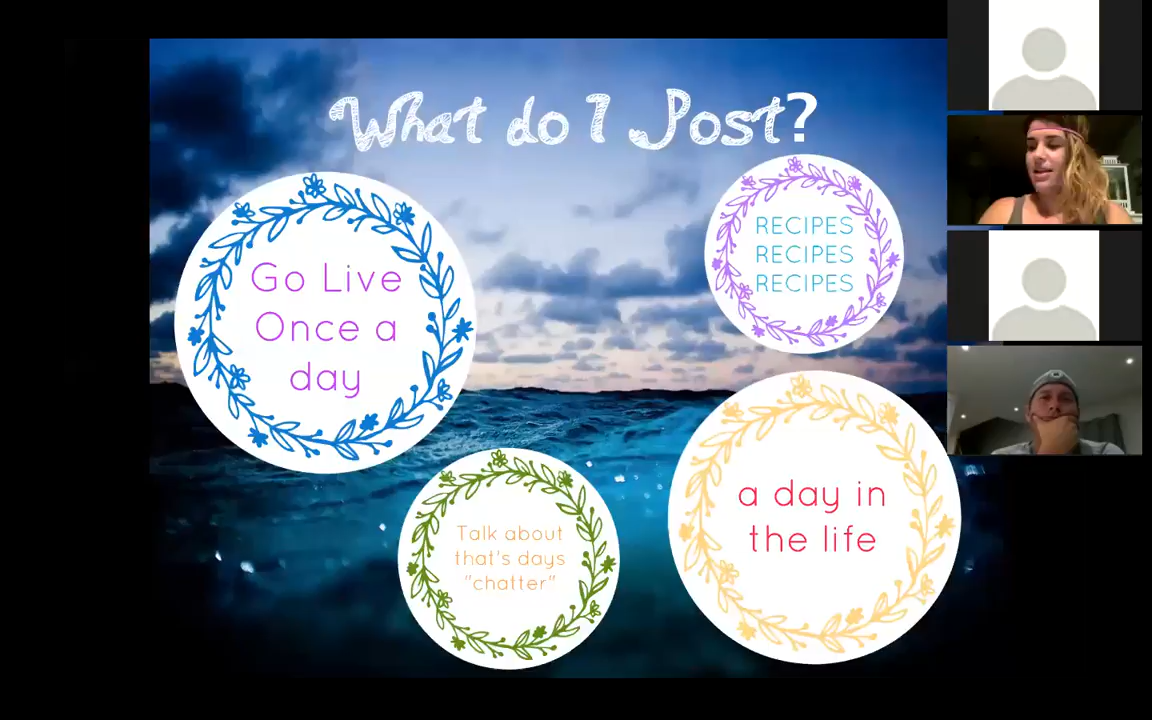 What do I Post?
Go Live
Once a
day
RECIPES
RECIPES
RECIPES
Talk about
that's days
"chatter"
a day in
the life